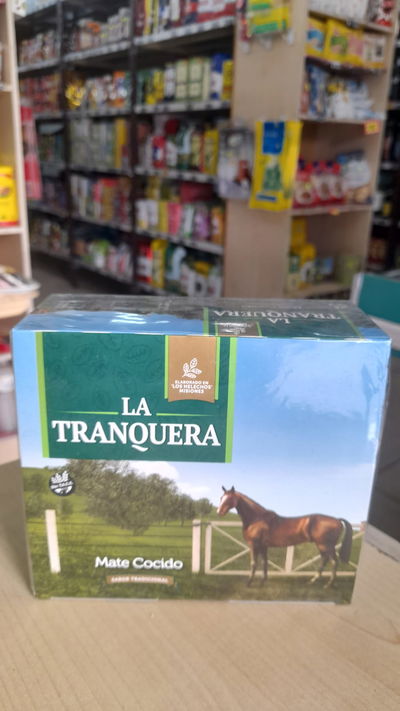 LA
TRANQUERA
ELABORADO EN
"LOS HELECHOS"
MISIONES
LA
TRANQUERA
Mate Cocido
SABOR TRADICIONAL